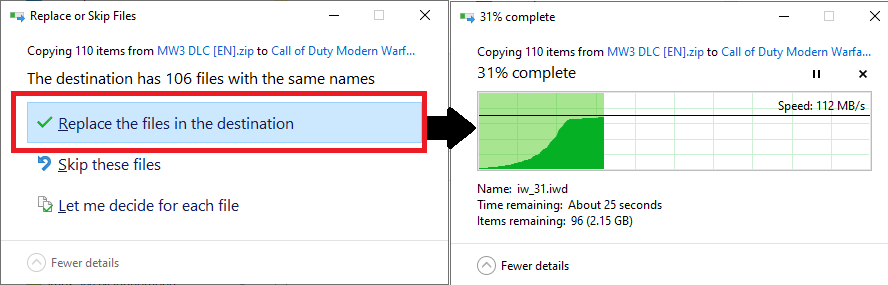 Replace or Skip Files
Copying 110 items from MW3 DLC [EN].zip to Call of Duty Modern Warf...
The destination has 106 files with the same names
Replace the files in the destination
Skip these files
Let me decide for each file
Fewer details
31% complete
Copying 110 items from MW3 DLC [EN].zip to Call of Duty Modern Warfa...
31% complete
Speed: 112 MB/s
Name: iw_31.iwd
Time remaining: About 25 seconds
Items remaining: 96 (2.15 GB)
Fewer details